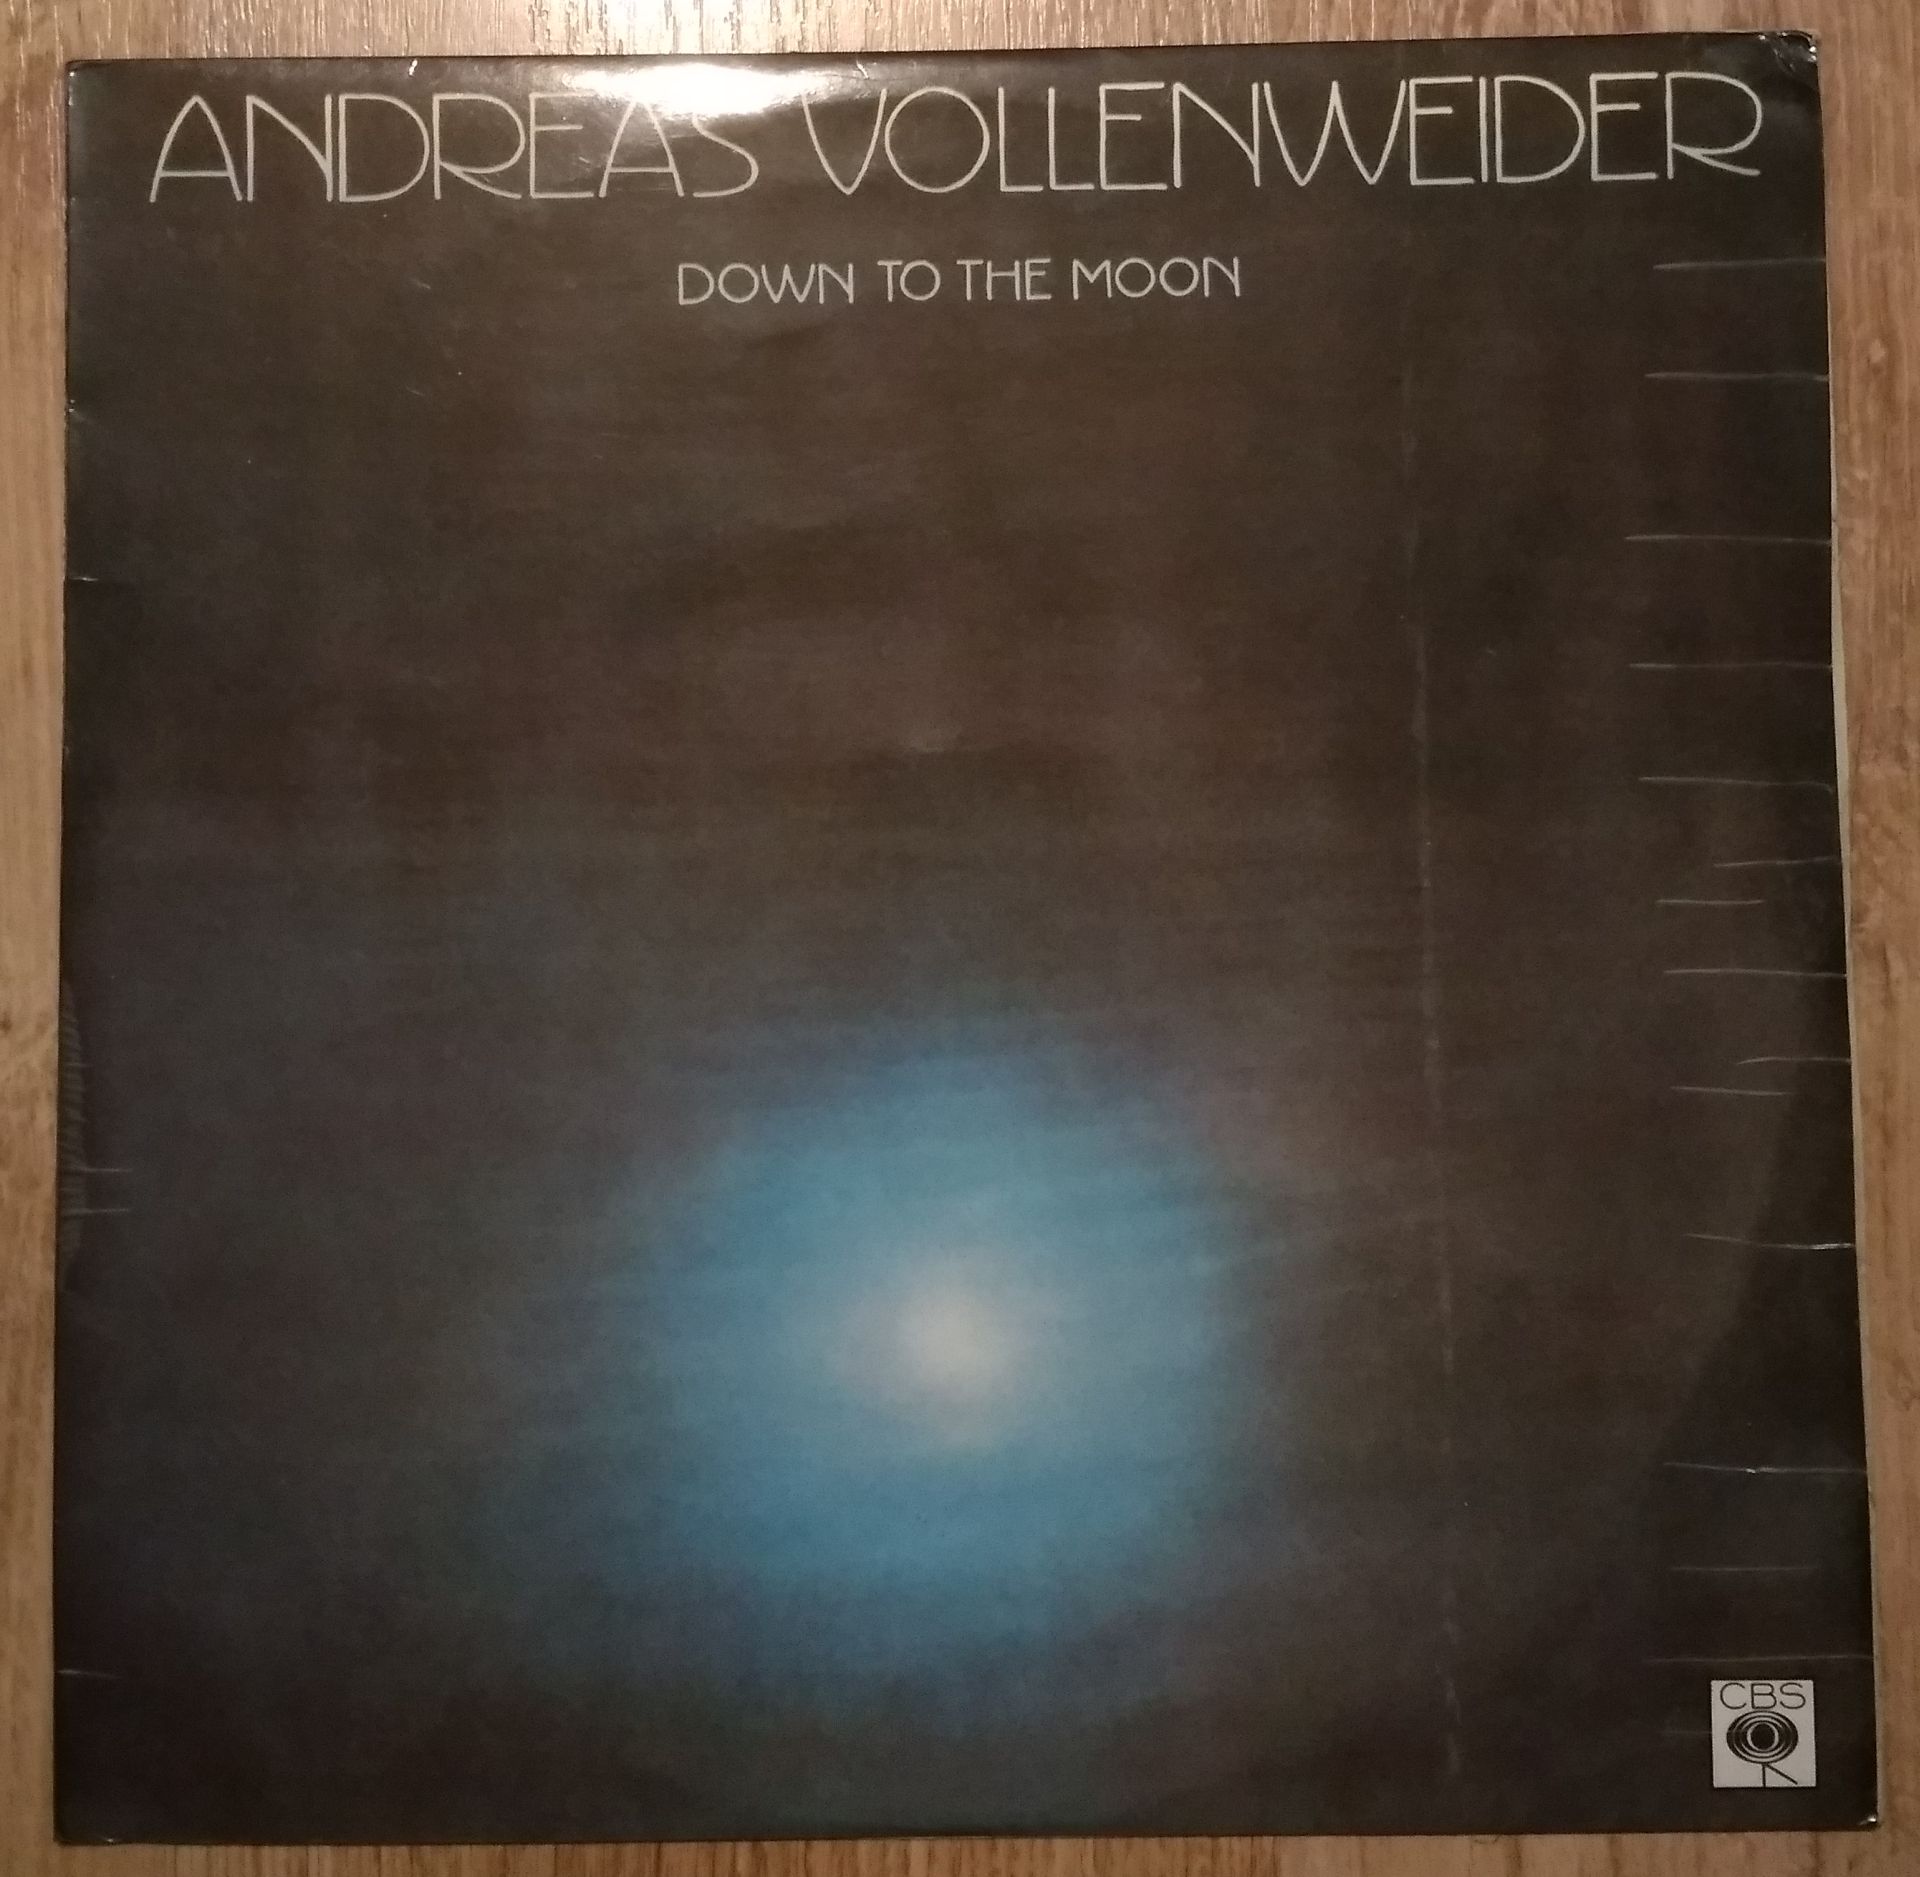 ANDREAS VOLLENWEIDER
DOWN TO THE MOON
CBS